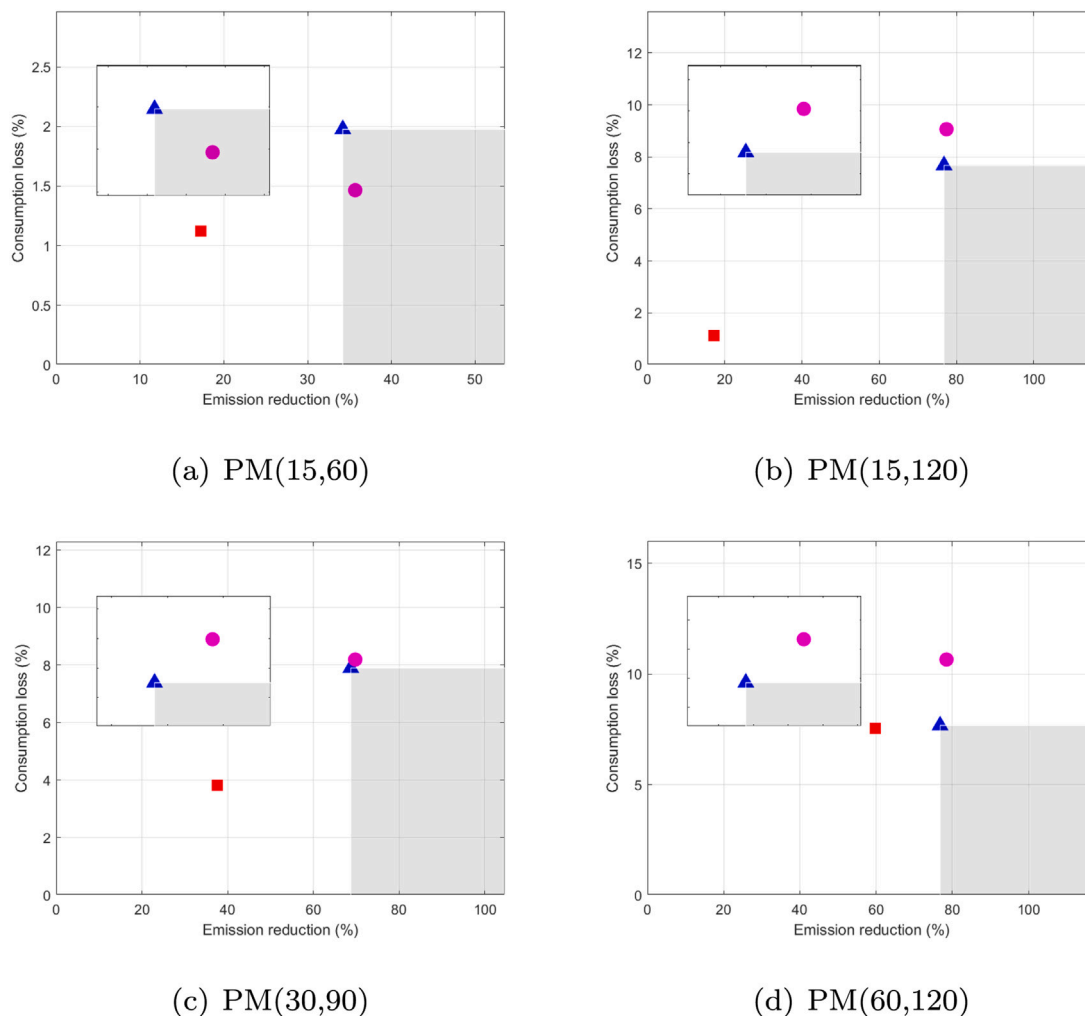 2.5
2
1.5
1
0.5
0
Consumption loss (%)
0 10 20 30 40 50
Emission reduction (%)
(a) PM(15,60)
12
10
8
6
4
2
0
Consumption loss (%)
0 20 40 60 80 100
Emission reduction (%)
(b) PM(15,120)
12
10
8
6
4
2
0
Consumption loss (%)
0 20 40 60 80 100
Emission reduction (%)
(c) PM(30,90)
15
10
5
0
Consumption loss (%)
0 20 40 60 80 100
Emission reduction (%)
(d) PM(60,120)